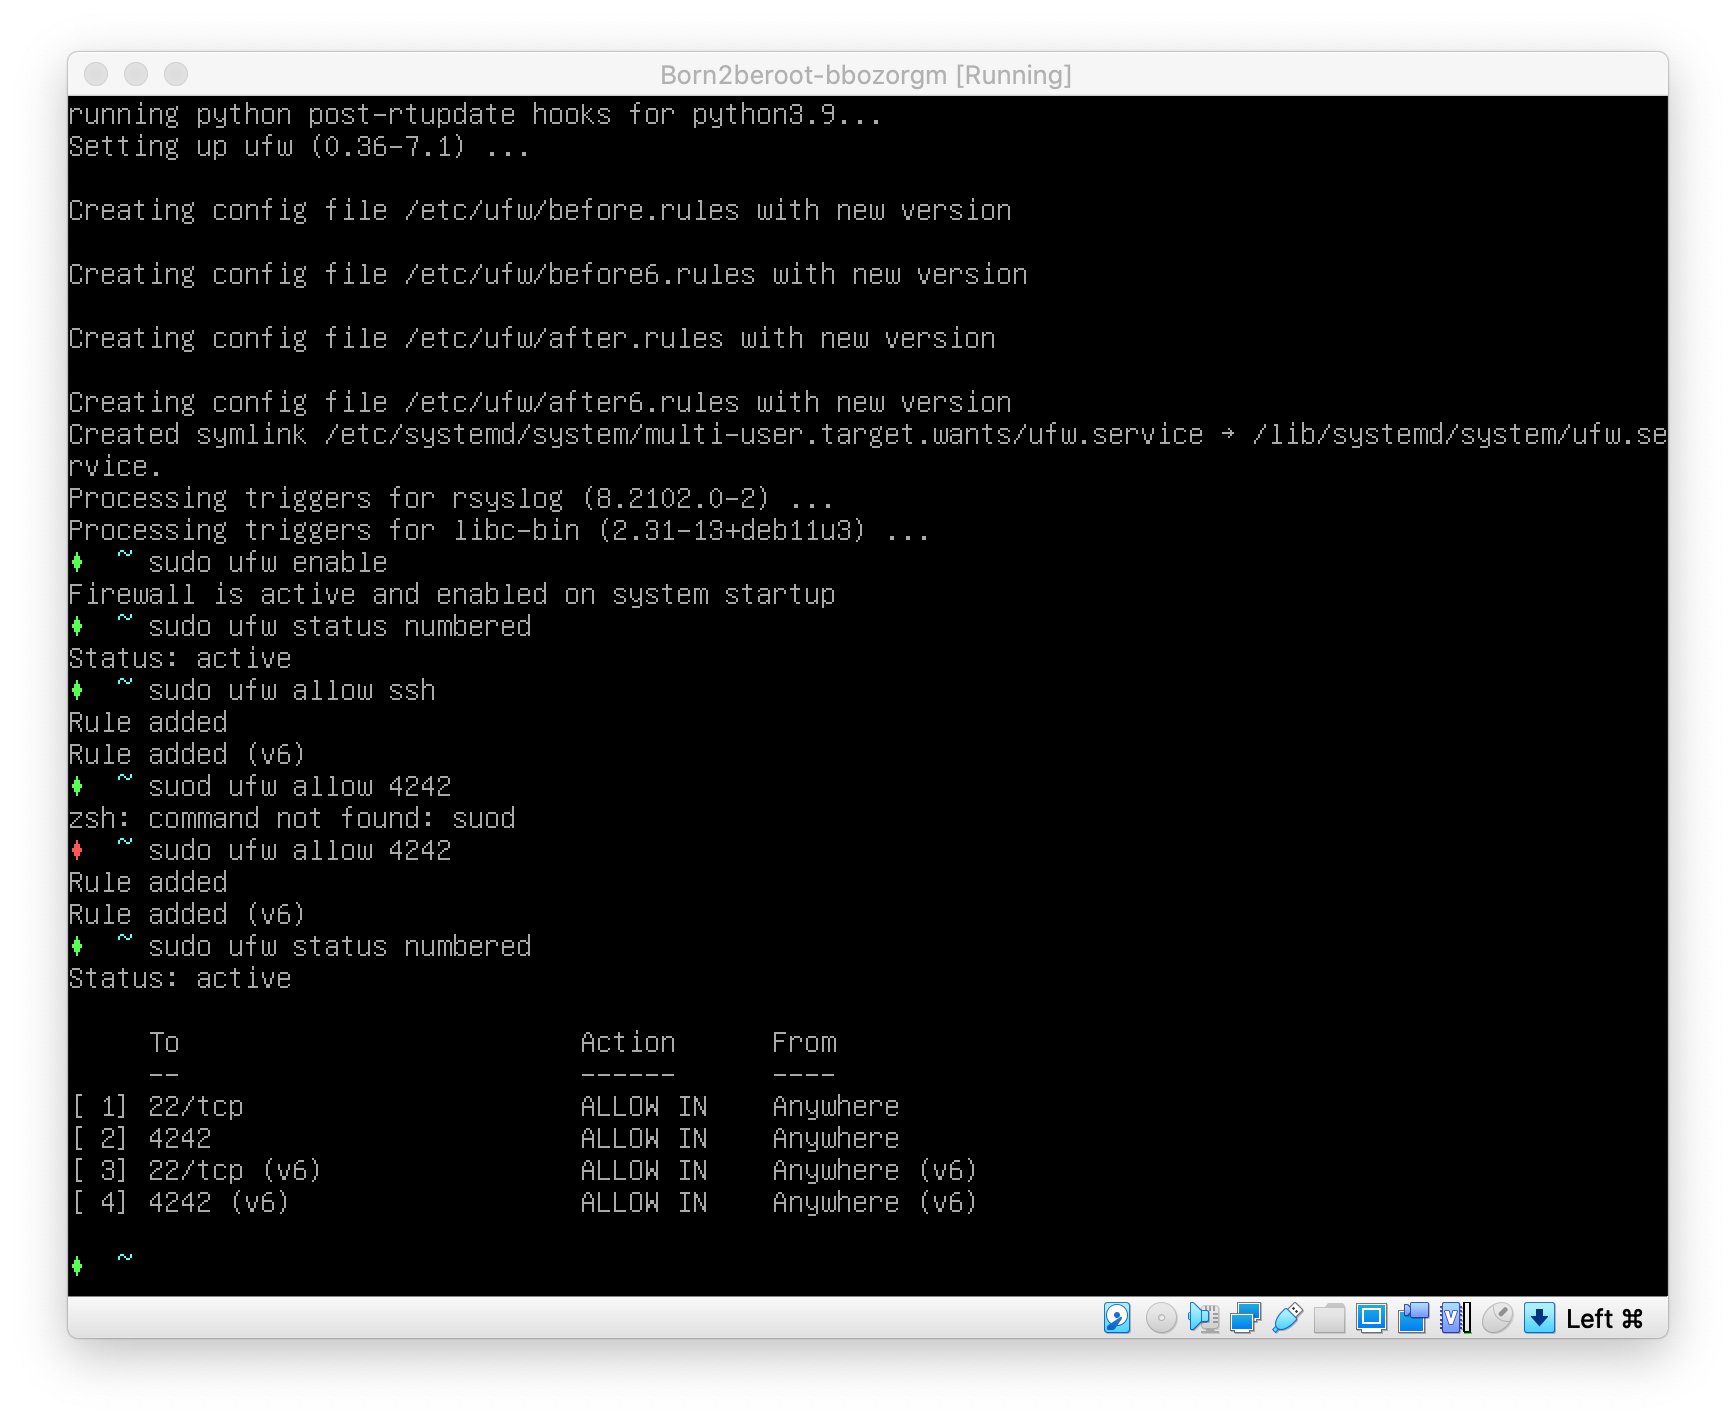 Born2beroot-bbozorgm [Running]
running python post-rtupdate hooks for python3.9...
Setting up ufw (0.36-7.1) ...
Creating config file /etc/ufw/before.rules with new version
Creating config file /etc/ufw/before6.rules with new version
Creating config file /etc/ufw/after.rules with new version
Creating config file /etc/ufw/after6.rules with new version
Created symlink /etc/systemd/system/multi-user.target.wants/ufw.service → /lib/systemd/system/ufw.se
rvice.
Processing triggers for rsyslog (8.2102.0-2) ...
Processing triggers for libc-bin (2.31-13+deb11u3) ...
♦ ~ sudo ufw enable
Firewall is active and enabled on system startup
♦ ~ sudo ufw status numbered
Status: active
♦ ~ sudo ufw allow ssh
Rule added
Rule added (v6)
♦ ~ suod ufw allow 4242
zsh: command not found: suod
♦ ~ sudo ufw allow 4242
Rule added
Rule added (v6)
♦ ~ sudo ufw status numbered
Status: active
To Action From
-- ------ ----
[ 1] 22/tcp ALLOW IN Anywhere
[ 2] 4242 ALLOW IN Anywhere
[ 3] 22/tcp (v6) ALLOW IN Anywhere (v6)
[ 4] 4242 (v6) ALLOW IN Anywhere (v6)
♦ ~
Left ⌘